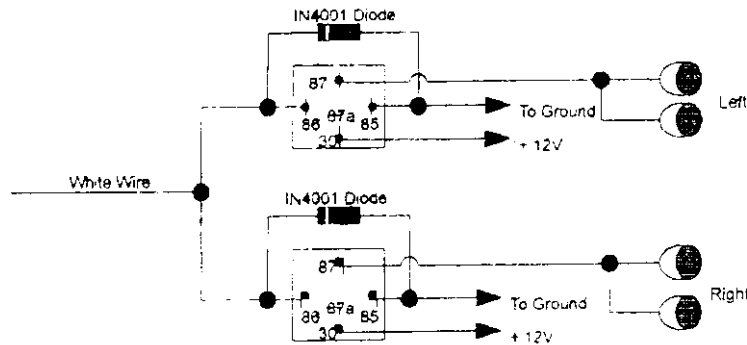 IN4001 Diode
87
86
87a
85
30
To Ground
+ 12V
Left
White Wire
IN4001 Diode
87
86
87a
85
30
To Ground
+ 12V
Right